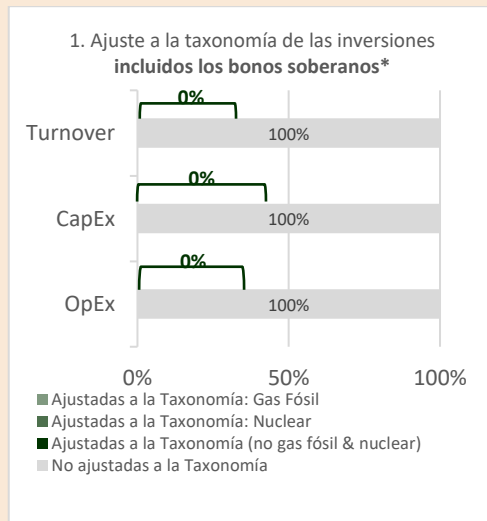 1. Ajuste a la taxonomía de las inversiones
incluidos los bonos soberanos*
0%
Turnover
100%
0%
CapEx
100%
0%
OpEx
100%
0%
50%
100%
Ajustadas a la Taxonomía: Gas Fósil
Ajustadas a la Taxonomía: Nuclear
Ajustadas a la Taxonomía (no gas fósil & nuclear)
No ajustadas a la Taxonomía